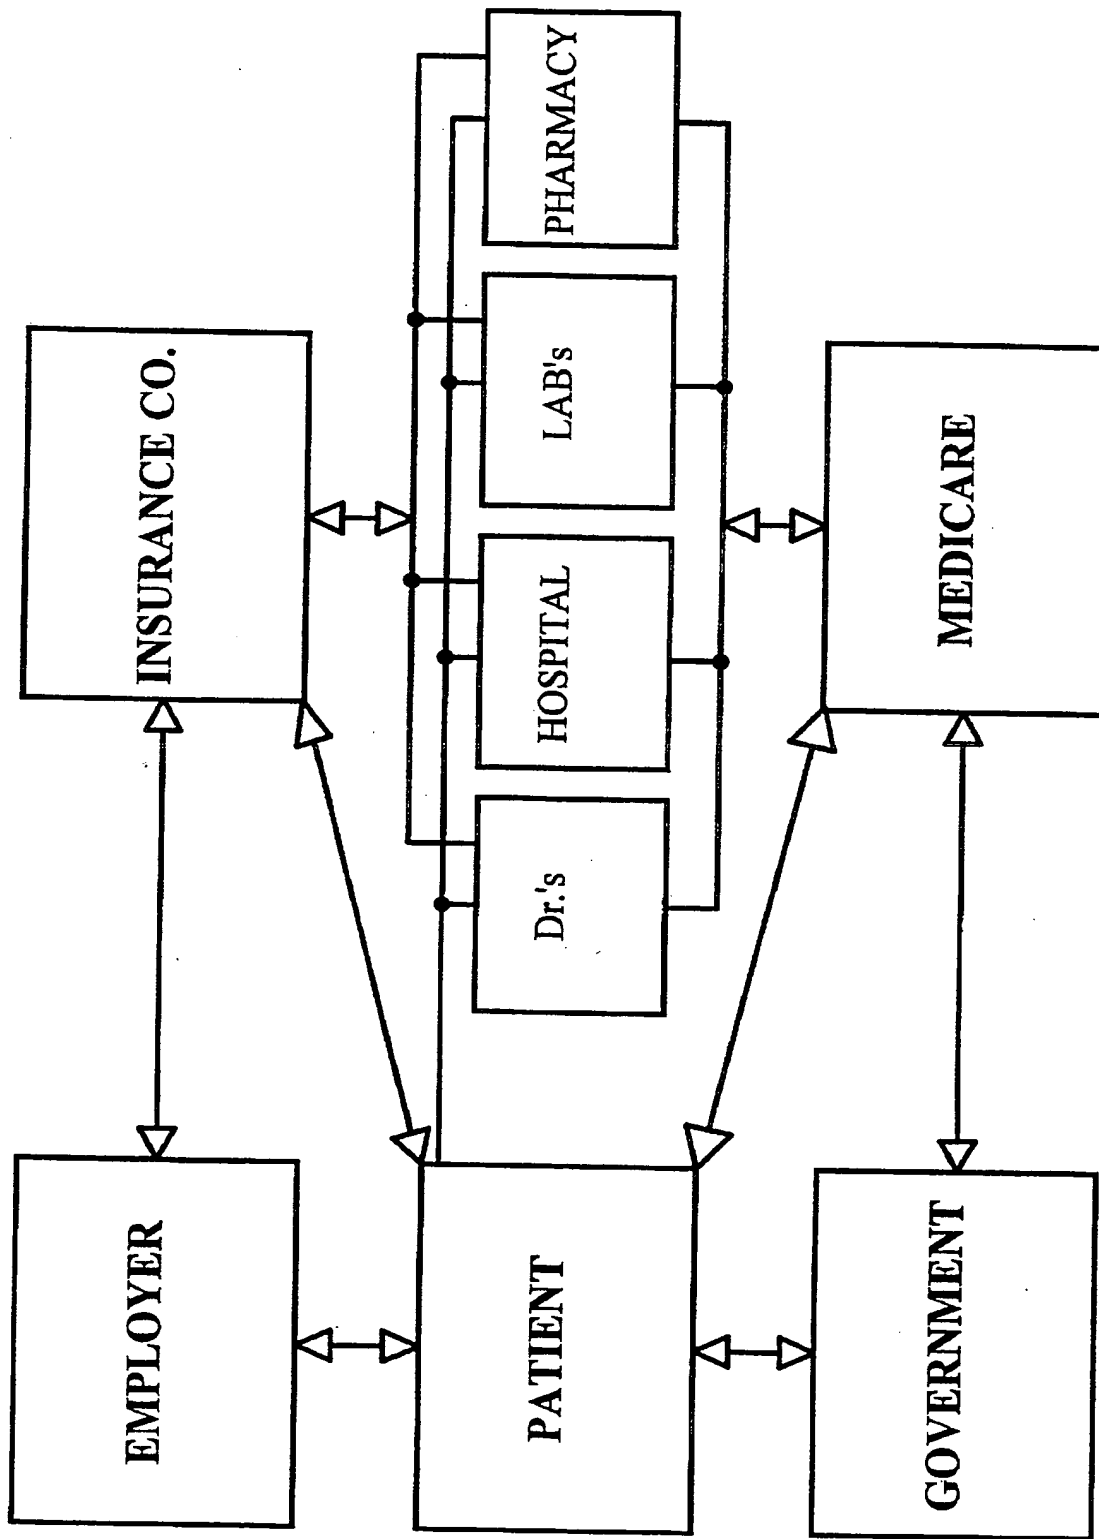 EMPLOYER
INSURANCE CO.
PATIENT
Dr.'s
HOSPITAL
LAB's
PHARMACY
GOVERNMENT
MEDICARE